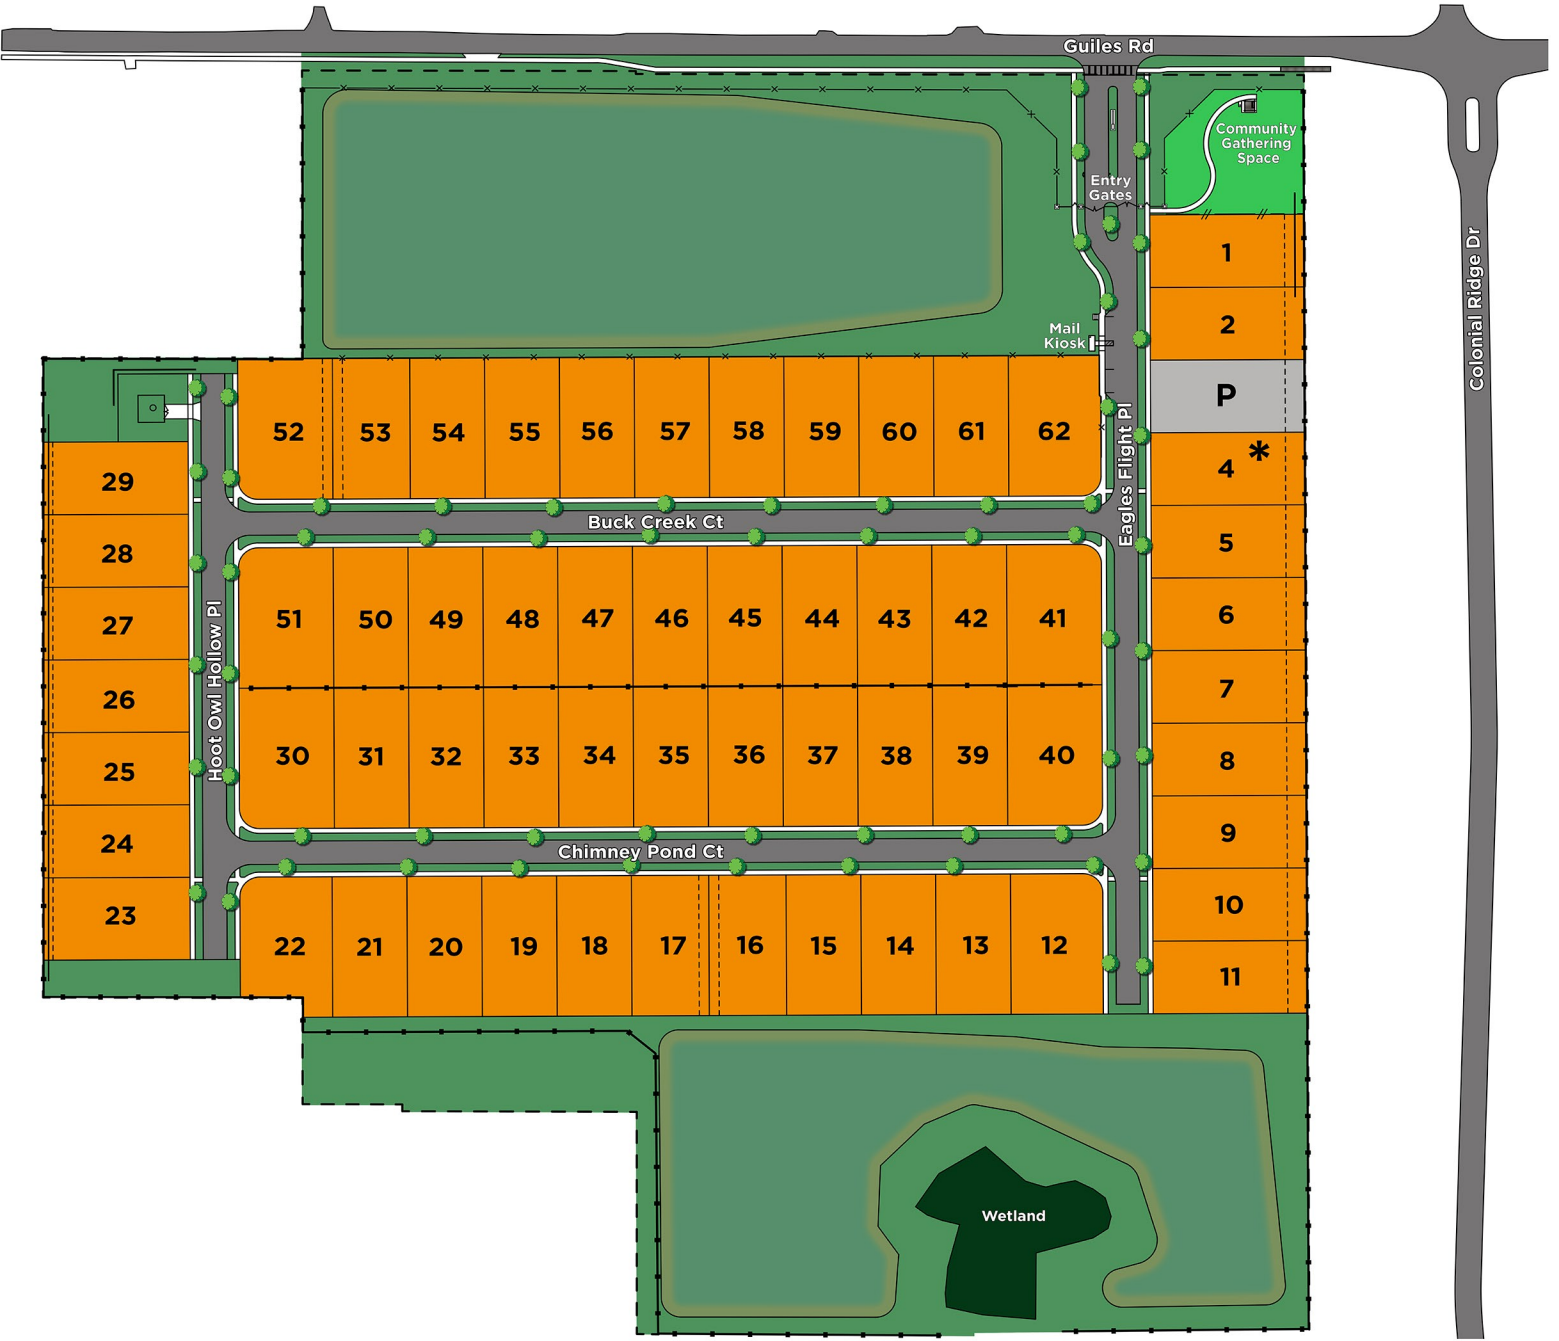 Guiles Rd
Community
Gathering
Space
Entry
Gates
Colonial Ridge Dr
1
2
Mail
Kiosk
P
Eagles Flight Pl
52 53 54 55 56 57 58 59 60 61 62
4 *
29
Buck Creek Ct
5
28
51 50 49 48 47 46 45 44 43 42 41
6
27
Hoot Owl Hollow Pl
7
26
30 31 32 33 34 35 36 37 38 39 40
8
25
9
24
Chimney Pond Ct
10
23
22 21 20 19 18 17 16 15 14 13 12
11
Wetland